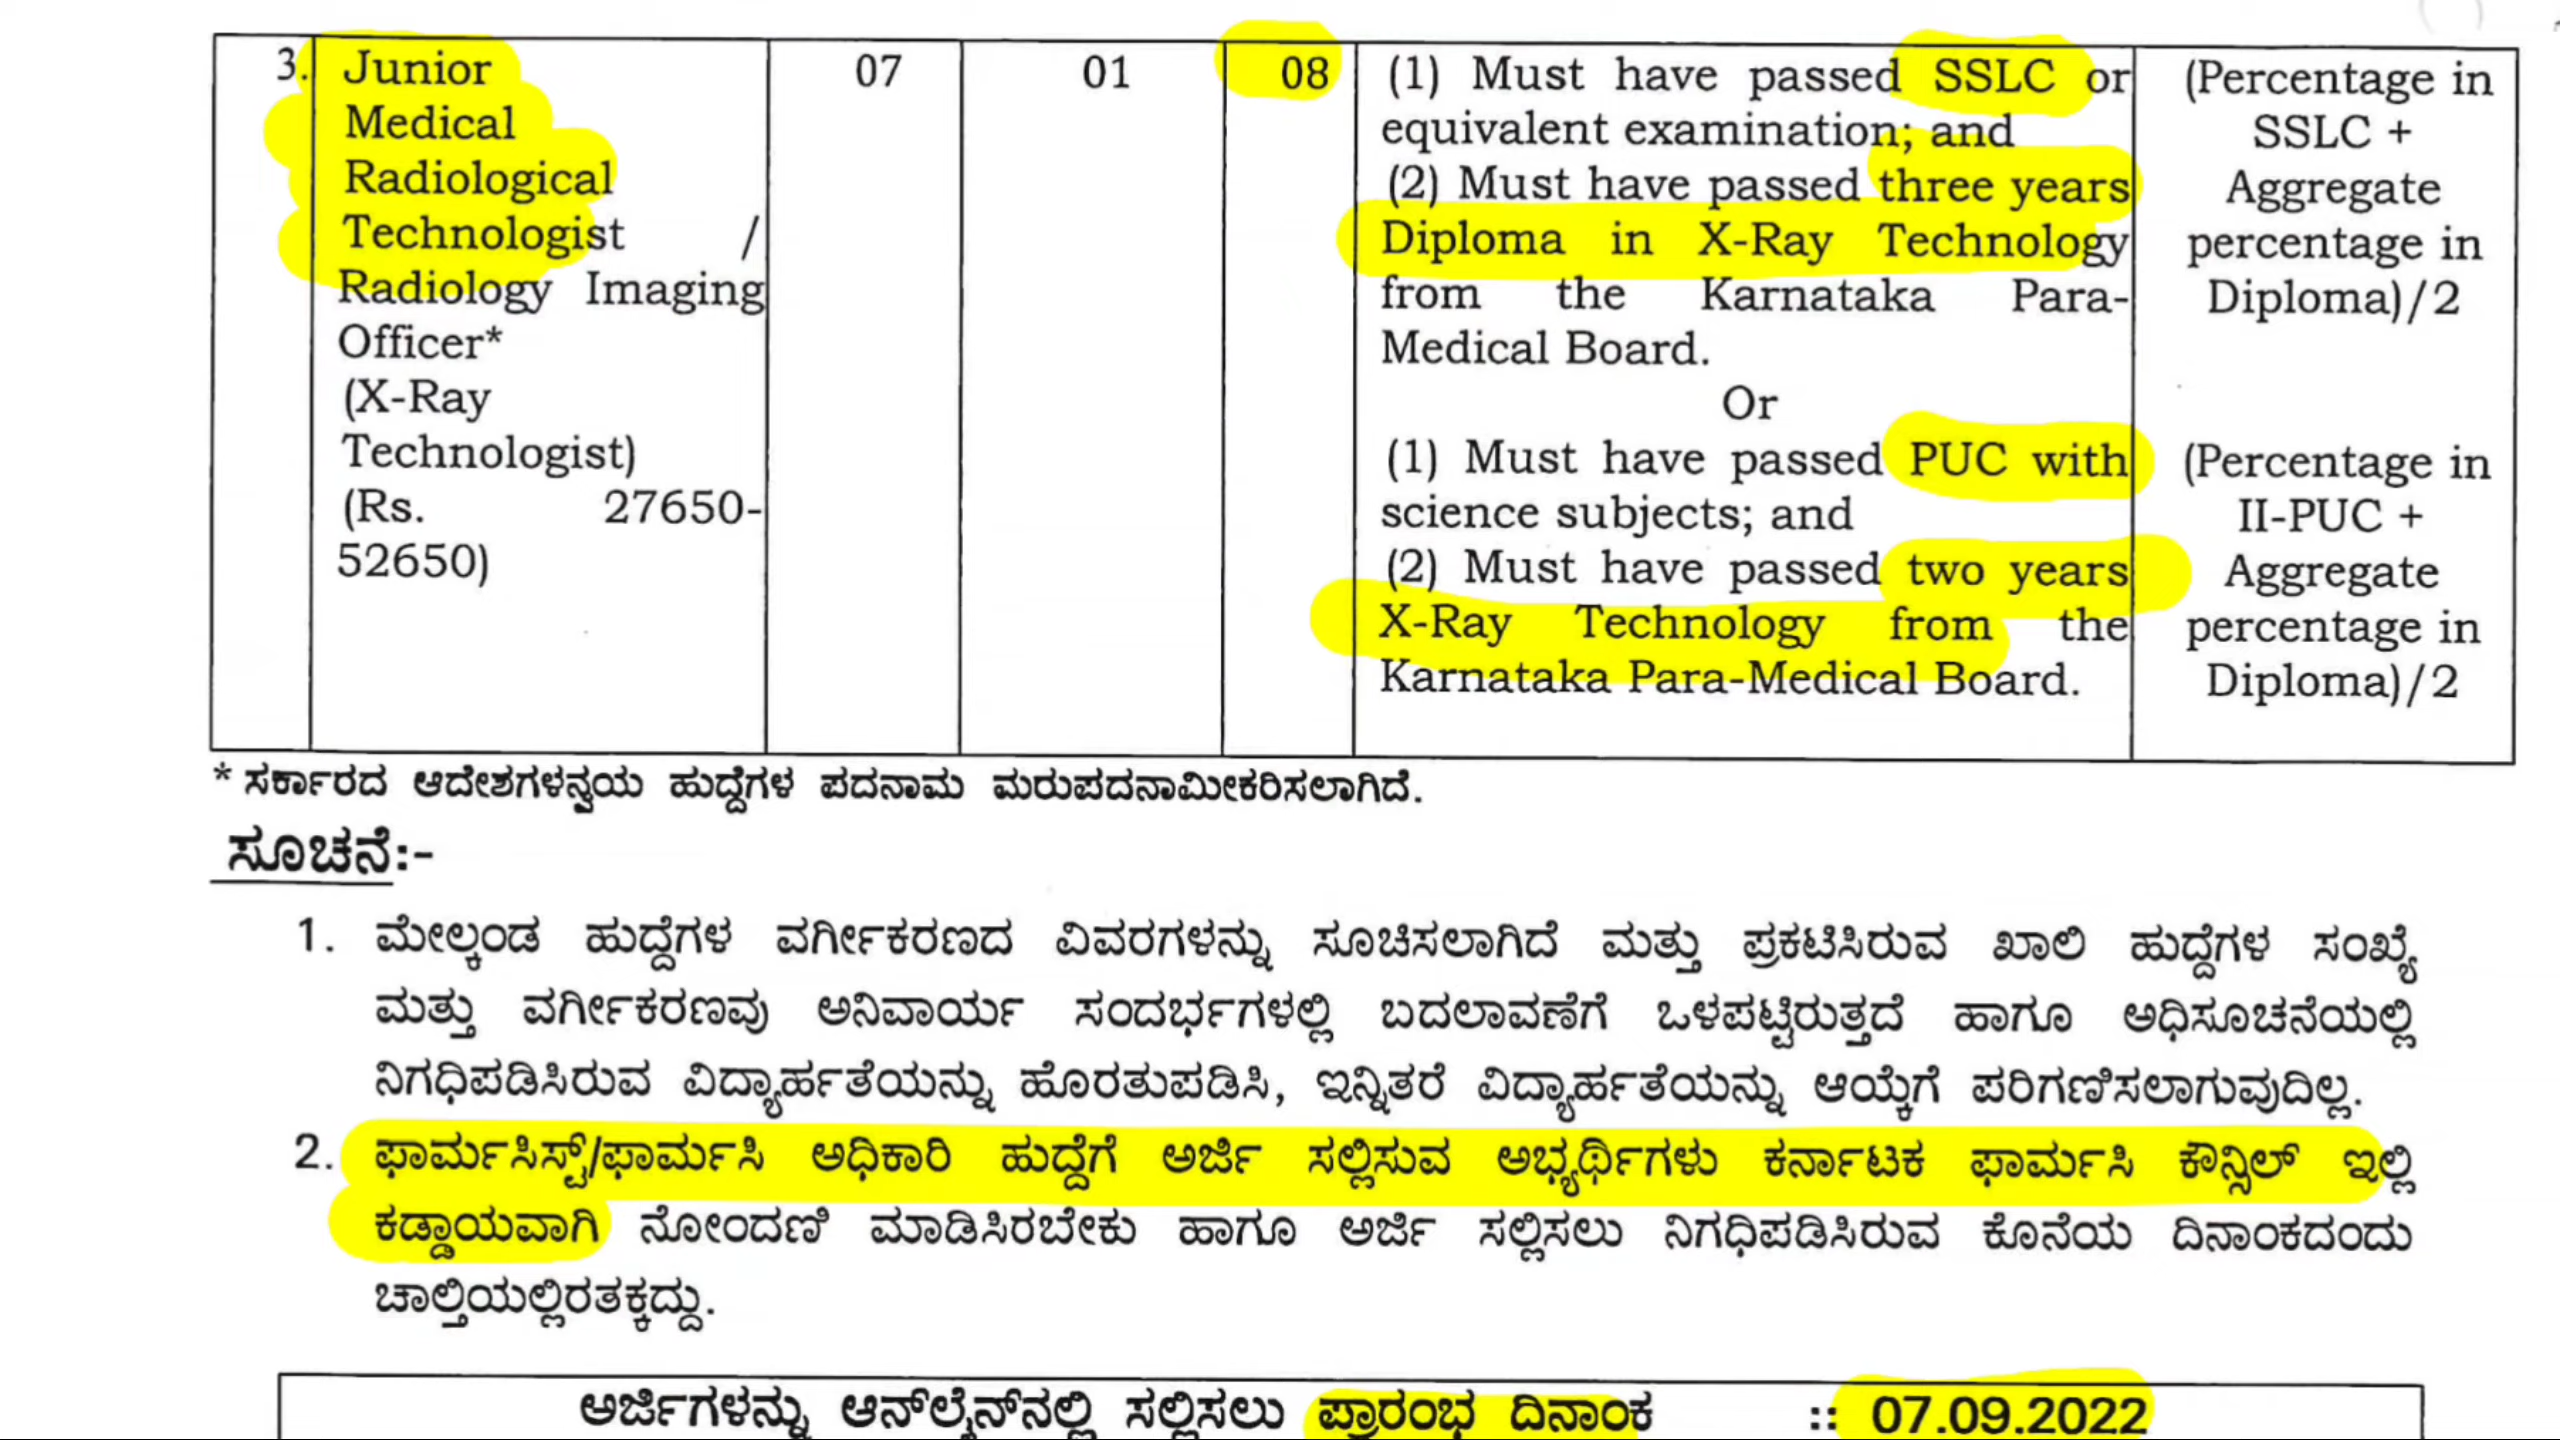 3. Junior
Medical
Radiological
Technologist /
Radiology Imaging
Officer*
(X-Ray
Technologist)
(Rs. 27650-
52650)
07
01
08
(1) Must have passed SSLC or
equivalent examination; and
(2) Must have passed three years
Diploma in X-Ray Technology
from the Karnataka Para-
Medical Board.
Or
(1) Must have passed PUC with
science subjects; and
(2) Must have passed two years
X-Ray Technology from the
Karnataka Para-Medical Board.
(Percentage in
SSLC +
Aggregate
percentage in
Diploma)/2
(Percentage in
II-PUC +
Aggregate
percentage in
Diploma)/2
* ಸರ್ಕಾರದ ಆದೇಶಗಳನ್ವಯ ಹುದ್ದೆಗಳ ಪದನಾಮ ಮರುಪದನಾಮೀಕರಿಸಲಾಗಿದೆ.
ಸೂಚನೆ:-
1. ಮೇಲ್ಕಂಡ ಹುದ್ದೆಗಳ ವರ್ಗೀಕರಣದ ವಿವರಗಳನ್ನು ಸೂಚಿಸಲಾಗಿದೆ ಮತ್ತು ಪ್ರಕಟಿಸಿರುವ ಖಾಲಿ ಹುದ್ದೆಗಳ ಸಂಖ್ಯೆ
ಮತ್ತು ವರ್ಗೀಕರಣವು ಅನಿವಾರ್ಯ ಸಂದರ್ಭಗಳಲ್ಲಿ ಬದಲಾವಣೆಗೆ ಒಳಪಟ್ಟಿರುತ್ತದೆ ಹಾಗೂ ಅಧಿಸೂಚನೆಯಲ್ಲಿ
ನಿಗಧಿಪಡಿಸಿರುವ ವಿದ್ಯಾರ್ಹತೆಯನ್ನು ಹೊರತುಪಡಿಸಿ, ಇನ್ನಿತರೆ ವಿದ್ಯಾರ್ಹತೆಯನ್ನು ಆಯ್ಕೆಗೆ ಪರಿಗಣಿಸಲಾಗುವುದಿಲ್ಲ.
2. ಫಾರ್ಮಸಿಸ್ಟ್/ಫಾರ್ಮಸಿ ಅಧಿಕಾರಿ ಹುದ್ದೆಗೆ ಅರ್ಜಿ ಸಲ್ಲಿಸುವ ಅಭ್ಯರ್ಥಿಗಳು ಕರ್ನಾಟಕ ಫಾರ್ಮಸಿ ಕೌನ್ಸಿಲ್ ಇಲ್ಲಿ
ಕಡ್ಡಾಯವಾಗಿ ನೋಂದಣಿ ಮಾಡಿಸಿರಬೇಕು ಹಾಗೂ ಅರ್ಜಿ ಸಲ್ಲಿಸಲು ನಿಗಧಿಪಡಿಸಿರುವ ಕೊನೆಯ ದಿನಾಂಕದಂದು
ಚಾಲ್ತಿಯಲ್ಲಿರತಕ್ಕದ್ದು.
ಅರ್ಜಿಗಳನ್ನು ಆನ್‌ಲೈನ್‌ನಲ್ಲಿ ಸಲ್ಲಿಸಲು ಪ್ರಾರಂಭ ದಿನಾಂಕ :: 07.09.2022